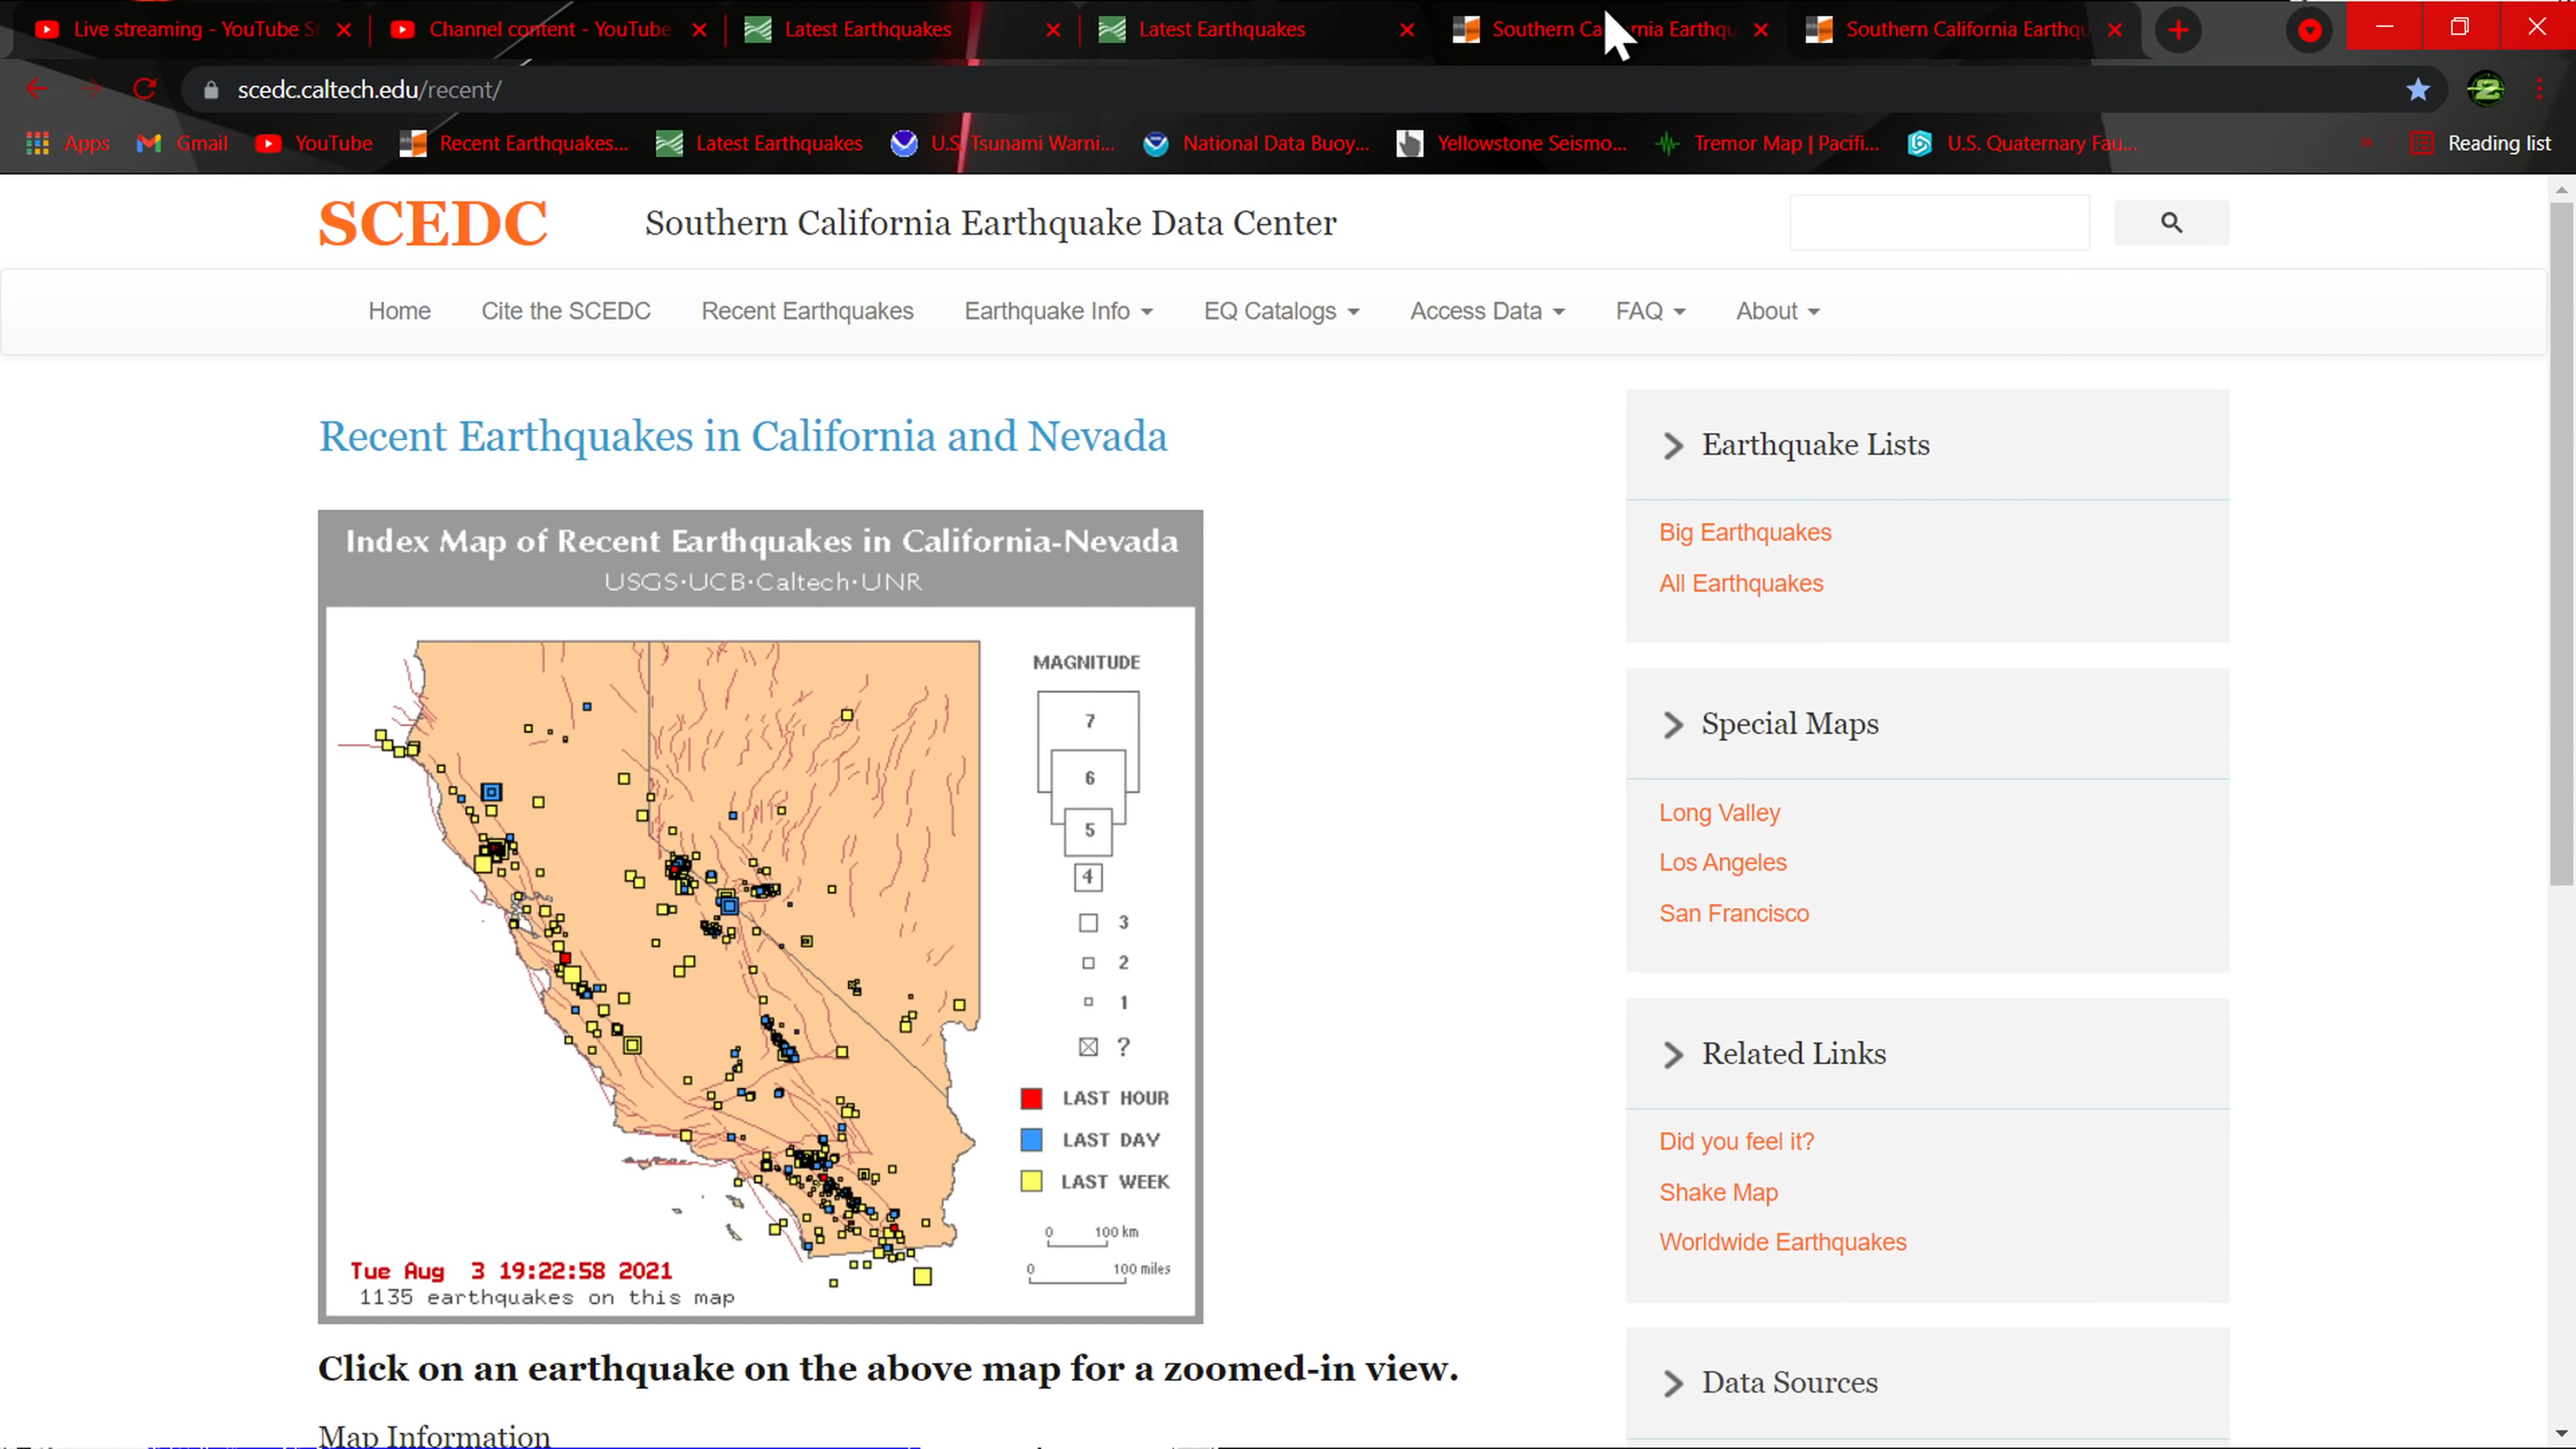 Live streaming - YouTube S
Channel content - YouTube
Latest Earthquakes
Latest Earthquakes
Southern Ca rnia Earthqu
Southern California Earthqu
scedc.caltech.edu/recent/
Apps
Gmail
YouTube
Recent Earthquakes...
Latest Earthquakes
U.S. Tsunami Warni...
National Data Buoy...
Yellowstone Seismo...
Tremor Map | Pacifi...
U.S. Quaternary Fau...
Reading list
SCEDC
Southern California Earthquake Data Center
Home
Cite the SCEDC
Recent Earthquakes
Earthquake Info
EQ Catalogs
Access Data
FAQ
About
Recent Earthquakes in California and Nevada
Index Map of Recent Earthquakes in California-Nevada
USGS·UCB·Caltech·UNR
MAGNITUDE
7
6
5
4
3
2
1
?
LAST HOUR
LAST DAY
LAST WEEK
0 100 km
0 100 miles
Tue Aug 3 19:22:58 2021
1135 earthquakes on this map
Click on an earthquake on the above map for a zoomed-in view.
Map Information
Earthquake Lists
Big Earthquakes
All Earthquakes
Special Maps
Long Valley
Los Angeles
San Francisco
Related Links
Did you feel it?
Shake Map
Worldwide Earthquakes
Data Sources